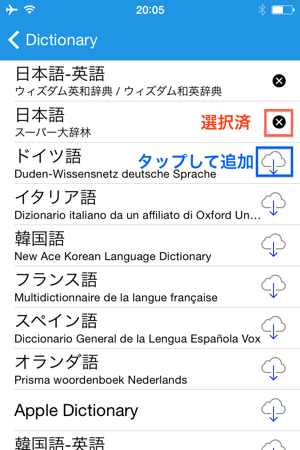 20:05
Dictionary
日本語-英語
ウィズダム英和辞典 / ウィズダム和英辞典
日本語
スーパー大辞林
選択済
ドイツ語
Duden-Wissensnetz deutsche Sprache
タップして追加
イタリア語
Dizionario italiano da un affiliato di Oxford Un…
韓国語
New Ace Korean Language Dictionary
フランス語
Multidictionnaire de la langue française
スペイン語
Diccionario General de la Lengua Española Vox
オランダ語
Prisma woordenboek Nederlands
Apple Dictionary
韓国語-英語